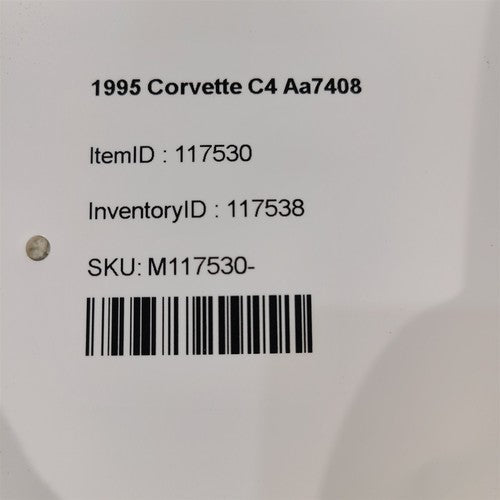 1995 Corvette C4 Aa7408
ItemID : 117530
InventoryID : 117538
SKU: M117530-